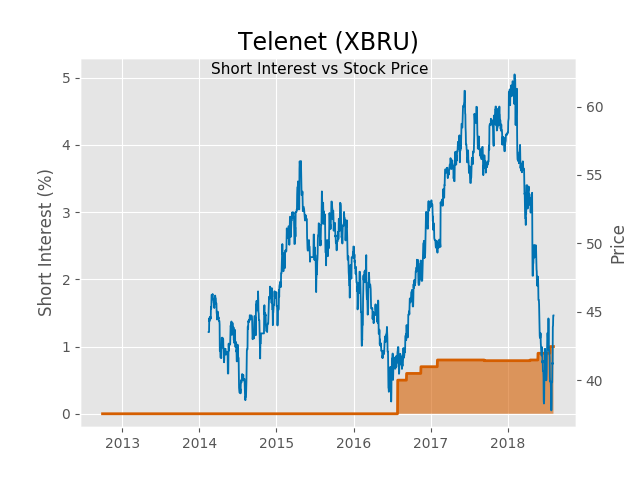 Telenet (XBRU)
Short Interest vs Stock Price
Short Interest (%)
5
4
3
2
1
0
60
55
50
45
40
Price
2013 2014 2015 2016 2017 2018